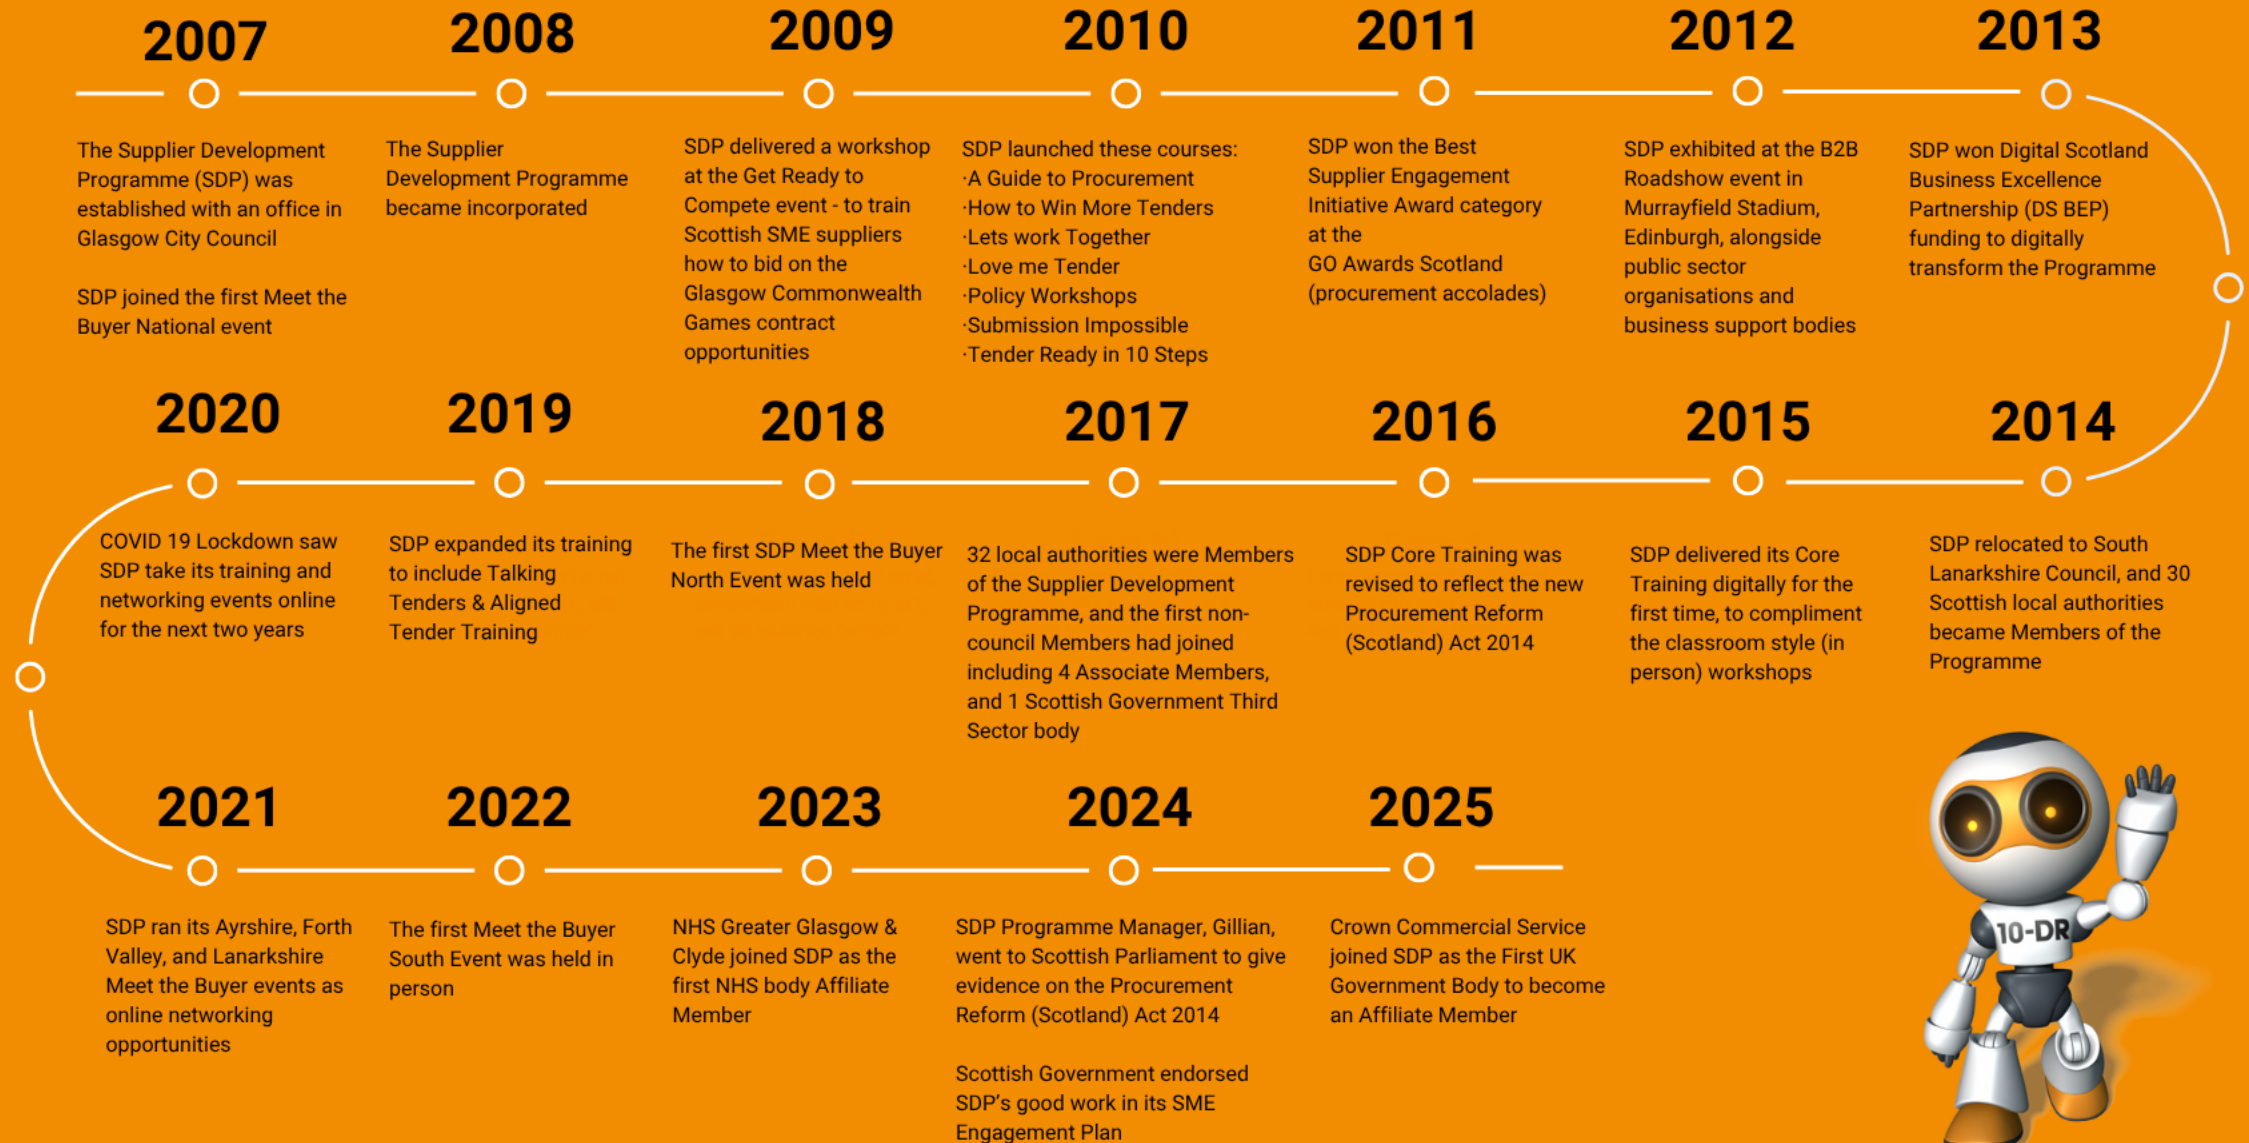 2007
The Supplier Development
Programme (SDP) was
established with an office in
Glasgow City Council
SDP joined the first Meet the
Buyer National event
2008
The Supplier
Development Programme
became incorporated
2009
SDP delivered a workshop
at the Get Ready to
Compete event - to train
Scottish SME suppliers
how to bid on the
Glasgow Commonwealth
Games contract
opportunities
2010
SDP launched these courses:
·A Guide to Procurement
·How to Win More Tenders
·Lets work Together
·Love me Tender
·Policy Workshops
·Submission Impossible
·Tender Ready in 10 Steps
2011
SDP won the Best
Supplier Engagement
Initiative Award category
at the
GO Awards Scotland
(procurement accolades)
2012
SDP exhibited at the B2B
Roadshow event in
Murrayfield Stadium,
Edinburgh, alongside
public sector
organisations and
business support bodies
2013
SDP won Digital Scotland
Business Excellence
Partnership (DS BEP)
funding to digitally
transform the Programme
2014
SDP relocated to South
Lanarkshire Council, and 30
Scottish local authorities
became Members of the
Programme
2015
SDP delivered its Core
Training digitally for the
first time, to compliment
the classroom style (in
person) workshops
2016
SDP Core Training was
revised to reflect the new
Procurement Reform
(Scotland) Act 2014
2017
32 local authorities were Members
of the Supplier Development
Programme, and the first non-
council Members had joined
including 4 Associate Members,
and 1 Scottish Government Third
Sector body
2018
The first SDP Meet the Buyer
North Event was held
2019
SDP expanded its training
to include Talking
Tenders & Aligned
Tender Training
2020
COVID 19 Lockdown saw
SDP take its training and
networking events online
for the next two years
2021
SDP ran its Ayrshire, Forth
Valley, and Lanarkshire
Meet the Buyer events as
online networking
opportunities
2022
The first Meet the Buyer
South Event was held in
person
2023
NHS Greater Glasgow &
Clyde joined SDP as the
first NHS body Affiliate
Member
2024
SDP Programme Manager, Gillian,
went to Scottish Parliament to give
evidence on the Procurement
Reform (Scotland) Act 2014
Scottish Government endorsed
SDP's good work in its SME
Engagement Plan
2025
Crown Commercial Service
joined SDP as the First UK
Government Body to become
an Affiliate Member
10-DR